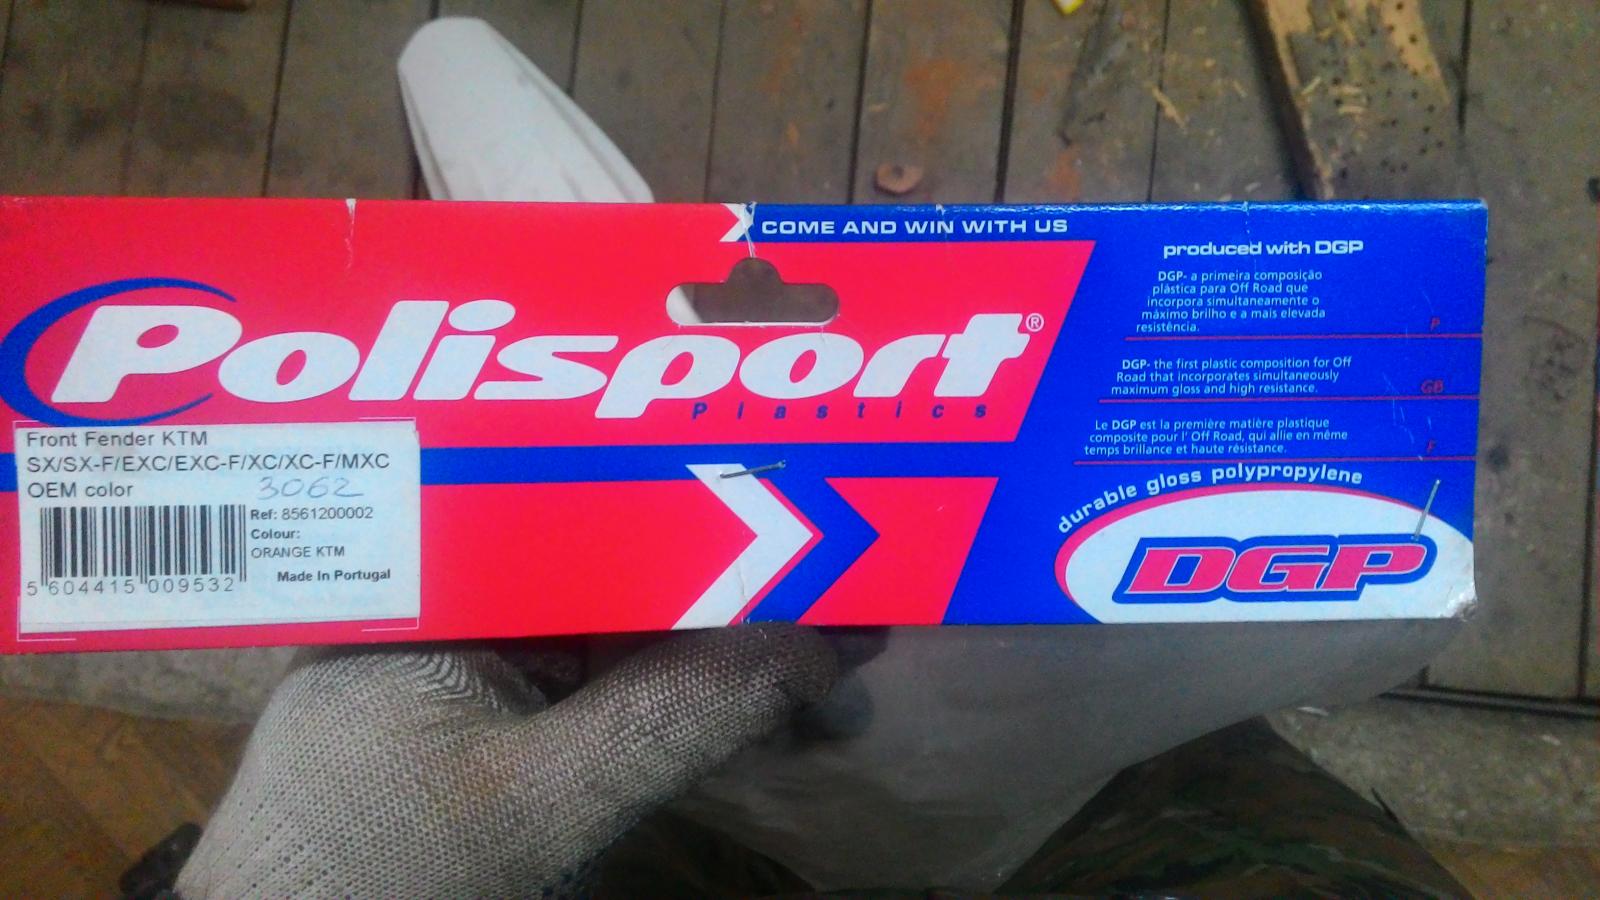 COME AND WIN WITH US
Polisport®
Plastics
Front Fender KTM
SX/SX-F/EXC/EXC-F/XC/XC-F/MXC
OEM color
3062
Ref: 8561200002
Colour:
ORANGE KTM
Made In Portugal
5 604415 009532
produced with DGP
DGP- a primeira composição
plástica para Off Road que
incorpora simultaneamente o
máximo brilho e a mais elevada
resistência.
P
DGP- the first plastic composition for Off
Road that incorporates simultaneously
maximum gloss and high resistance.
GB
Le DGP est la première matière plastique
composite pour l' Off Road, qui allie en même
temps brillance et haute résistance.
F
durable gloss polypropylene
DGP